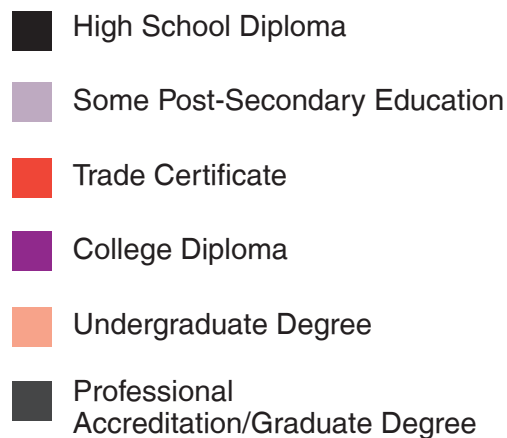 High School Diploma
Some Post-Secondary Education
Trade Certificate
College Diploma
Undergraduate Degree
Professional
Accreditation/Graduate Degree